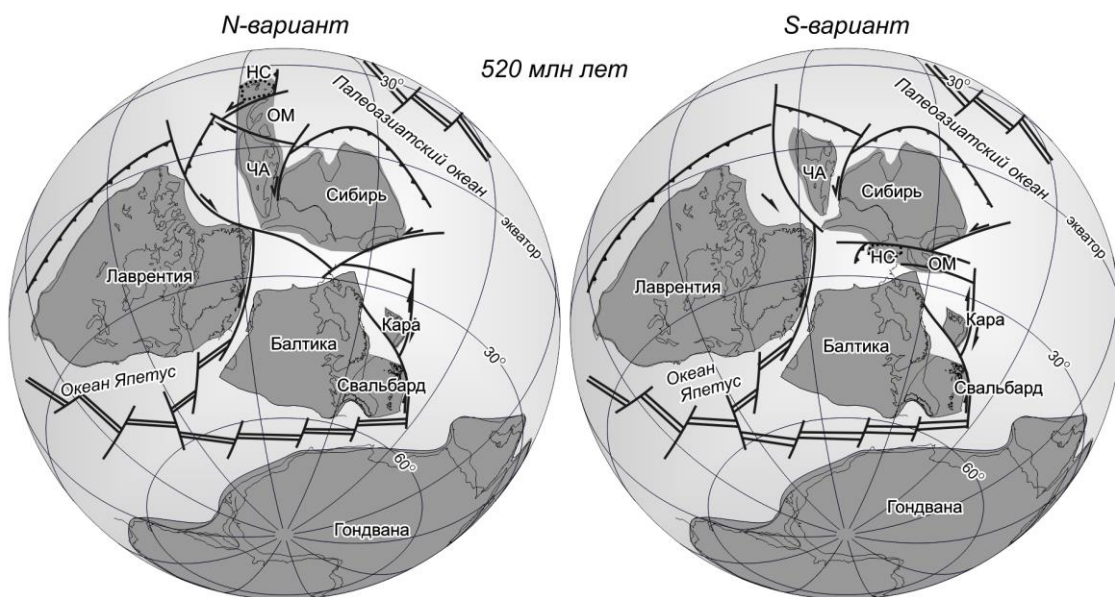 N-вариант
S-вариант
520 млн лет
НС
ОМ
ЧА
Сибирь
Лаврентия
Балтика
Кара
Свальбард
Океан Япетус
Гондвана
Палеоазиатский океан
экватор
30°
30°
60°
ЧА
Сибирь
НС
ОМ
Лаврентия
Балтика
Кара
Свальбард
Океан
Япетус
Гондвана
Палеоазиатский океан
экватор
30°
30°
60°